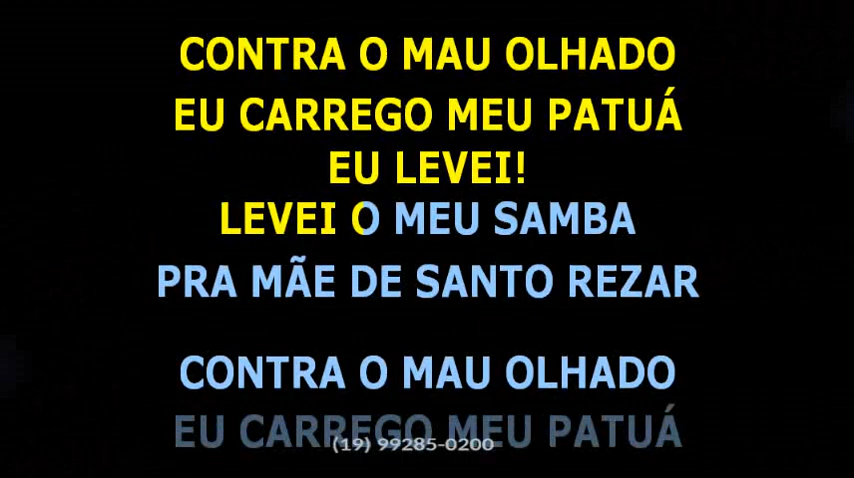 CONTRA O MAU OLHADO
EU CARREGO MEU PATUÁ
EU LEVEI!
LEVEI O MEU SAMBA
PRA MÃE DE SANTO REZAR
CONTRA O MAU OLHADO
EU CARREGO MEU PATUÁ
(19) 99285-0200